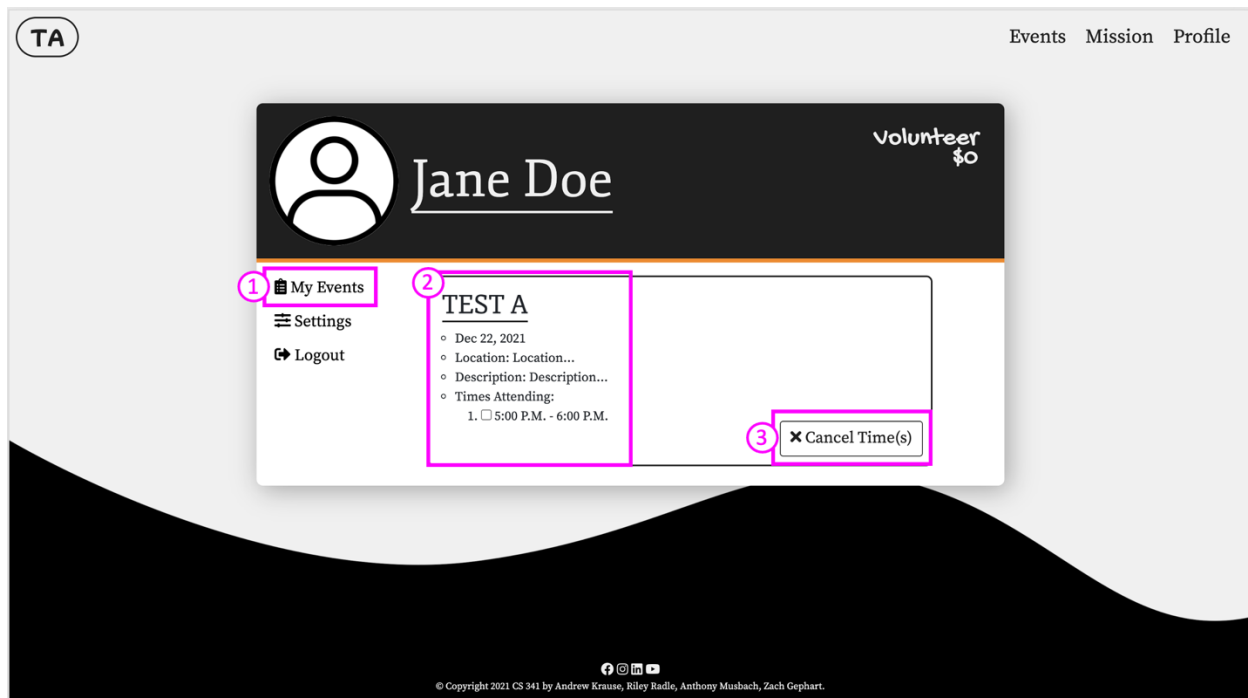 TA
Events Mission Profile
Volunteer
$0
Jane Doe
1 My Events
Settings
Logout
2
TEST A
Dec 22, 2021
Location: Location...
Description: Description...
Times Attending:
1. 5:00 P.M. - 6:00 P.M.
3 Cancel Time(s)
© Copyright 2021 CS 341 by Andrew Krause, Riley Radle, Anthony Musbach, Zach Gephart.